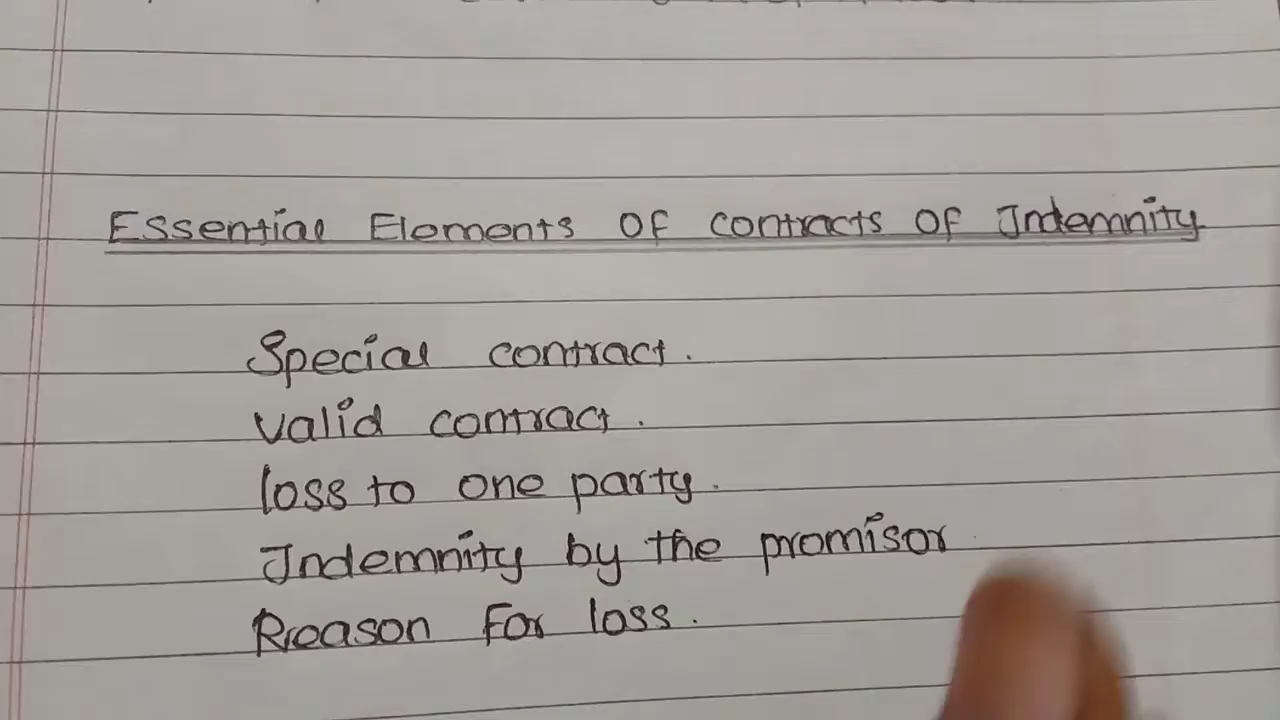 Essential Elements OF contracts OF Indemnity
Special contract.
valid contract.
loss to one party.
Indemnity by the promisor
Reason For loss.